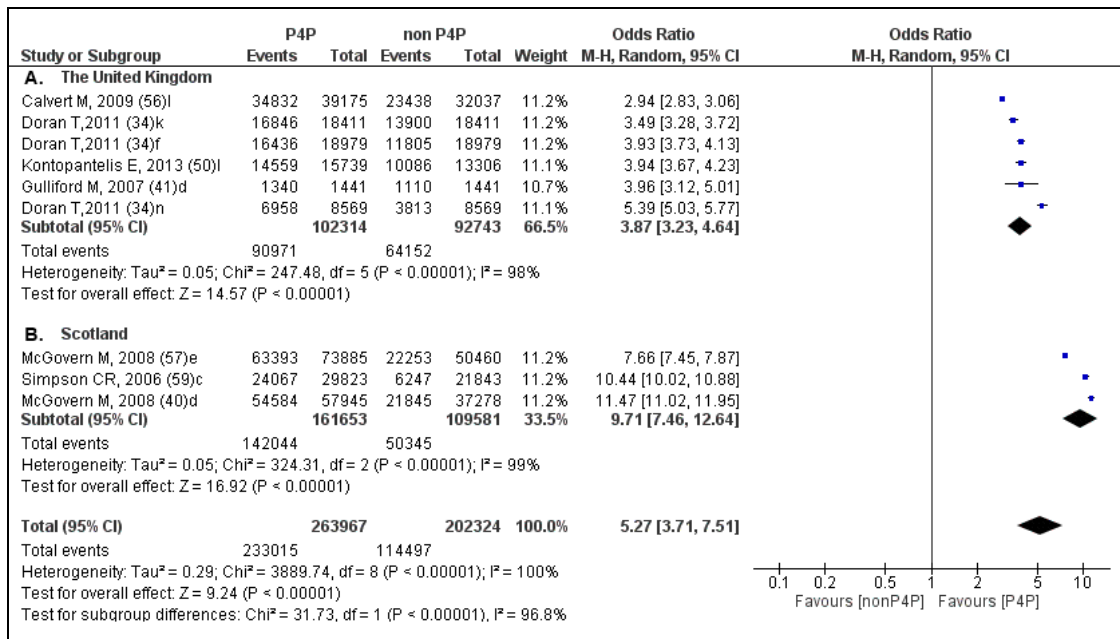 P4P non P4P Odds Ratio Odds Ratio
Study or Subgroup Events Total Events Total Weight M-H, Random, 95% CI M-H, Random, 95% CI
A. The United Kingdom
Calvert M, 2009 (56)l 34832 39175 23438 32037 11.2% 2.94 [2.83, 3.06]
Doran T,2011 (34)k 16846 18411 13900 18411 11.2% 3.49 [3.28, 3.72]
Doran T,2011 (34)f 16436 18979 11805 18979 11.2% 3.93 [3.73, 4.13]
Kontopantelis E, 2013 (50)l 14559 15739 10086 13306 11.1% 3.94 [3.67, 4.23]
Gulliford M, 2007 (41)d 1340 1441 1110 1441 10.7% 3.96 [3.12, 5.01]
Doran T,2011 (34)n 6958 8569 3813 8569 11.1% 5.39 [5.03, 5.77]
Subtotal (95% CI) 102314 92743 66.5% 3.87 [3.23, 4.64]
Total events 90971 64152
Heterogeneity: Tau² = 0.05; Chi² = 247.48, df = 5 (P < 0.00001); I² = 98%
Test for overall effect: Z = 14.57 (P < 0.00001)
B. Scotland
McGovern M, 2008 (57)e 63393 73885 22253 50460 11.2% 7.66 [7.45, 7.87]
Simpson CR, 2006 (59)c 24067 29823 6247 21843 11.2% 10.44 [10.02, 10.88]
McGovern M, 2008 (40)d 54584 57945 21845 37278 11.2% 11.47 [11.02, 11.95]
Subtotal (95% CI) 161653 109581 33.5% 9.71 [7.46, 12.64]
Total events 142044 50345
Heterogeneity: Tau² = 0.05; Chi² = 324.31, df = 2 (P < 0.00001); I² = 99%
Test for overall effect: Z = 16.92 (P < 0.00001)
Total (95% CI) 263967 202324 100.0% 5.27 [3.71, 7.51]
Total events 233015 114497
Heterogeneity: Tau² = 0.29; Chi² = 3889.74, df = 8 (P < 0.00001); I² = 100%
Test for overall effect: Z = 9.24 (P < 0.00001)
Test for subgroup differences: Chi² = 31.73, df = 1 (P < 0.00001), I² = 96.8%
0.1 0.2 0.5 1 2 5 10
Favours [nonP4P] Favours [P4P]